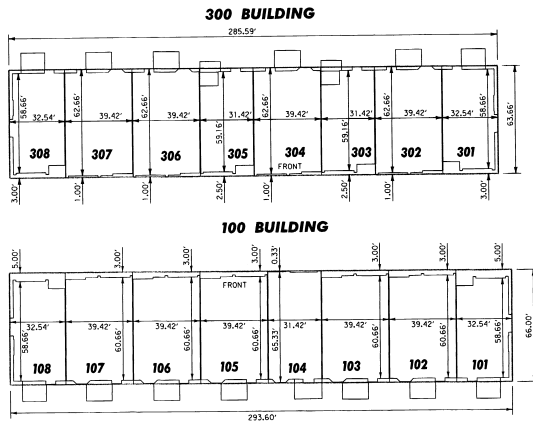 300 BUILDING
285.59'
58.66' 62.66' 62.66' 59.16' 62.66' 59.16' 62.66' 58.66' 63.66'
32.54' 39.42' 39.42' 31.42' 39.42' 31.42' 39.42' 32.54'
308 307 306 305 304 303 302 301
FRONT
3.00' 1.00' 1.00' 2.50' 1.00' 2.50' 1.00' 3.00'
100 BUILDING
5.00' 3.00' 3.00' 3.00' 0.33' 3.00' 3.00' 5.00'
FRONT
32.54' 39.42' 39.42' 39.42' 31.42' 39.42' 39.42' 32.54'
58.66' 60.66' 60.66' 60.66' 65.33' 60.66' 60.66' 58.66' 66.00'
108 107 106 105 104 103 102 101
293.60'